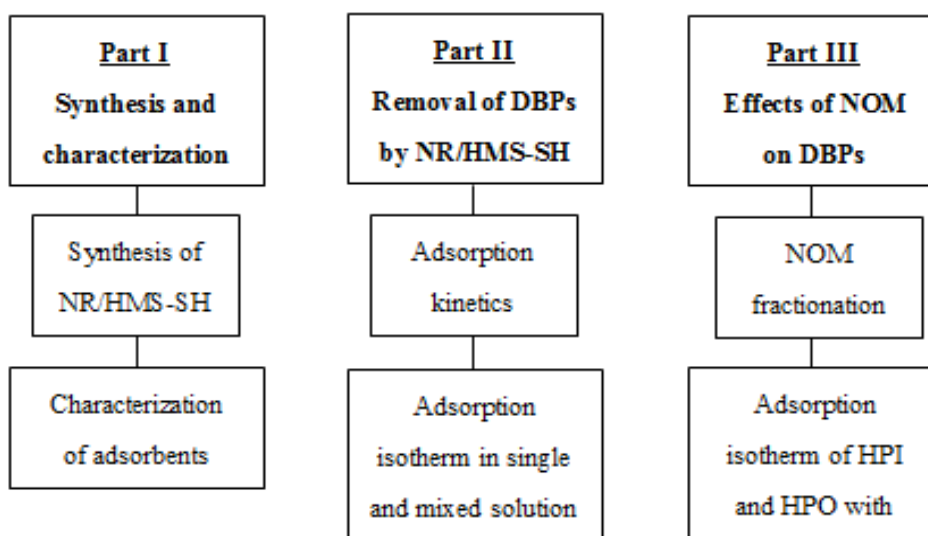 Part I
Synthesis and
characterization
Synthesis of
NR/HMS-SH
Characterization
of adsorbents
Part II
Removal of DBPs
by NR/HMS-SH
Adsorption
kinetics
Adsorption
isotherm in single
and mixed solution
Part III
Effects of NOM
on DBPs
NOM
fractionation
Adsorption
isotherm of HPI
and HPO with